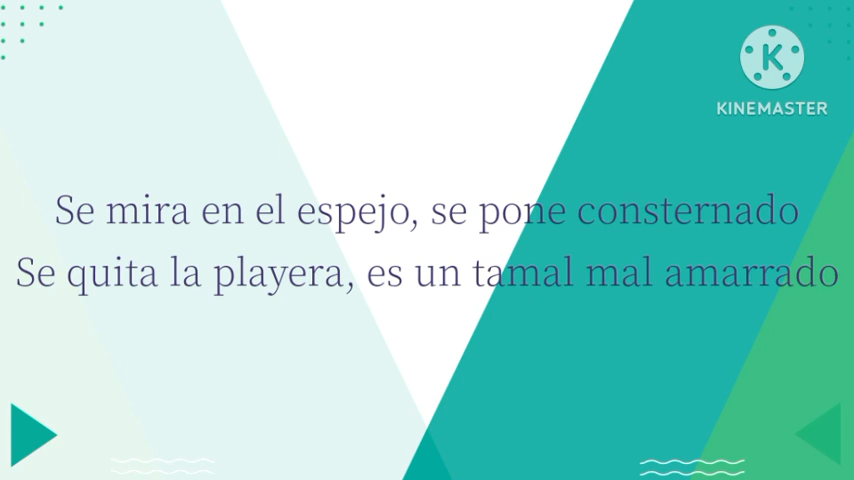 KINEMASTER
Se mira en el espejo, se pone consternado
Se quita la playera, es un tamal mal amarrado